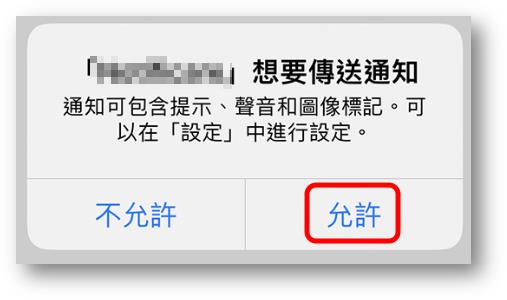 「」想要傳送通知
通知可包含提示、聲音和圖像標記。可
以在「設定」中進行設定。
不允許
允許